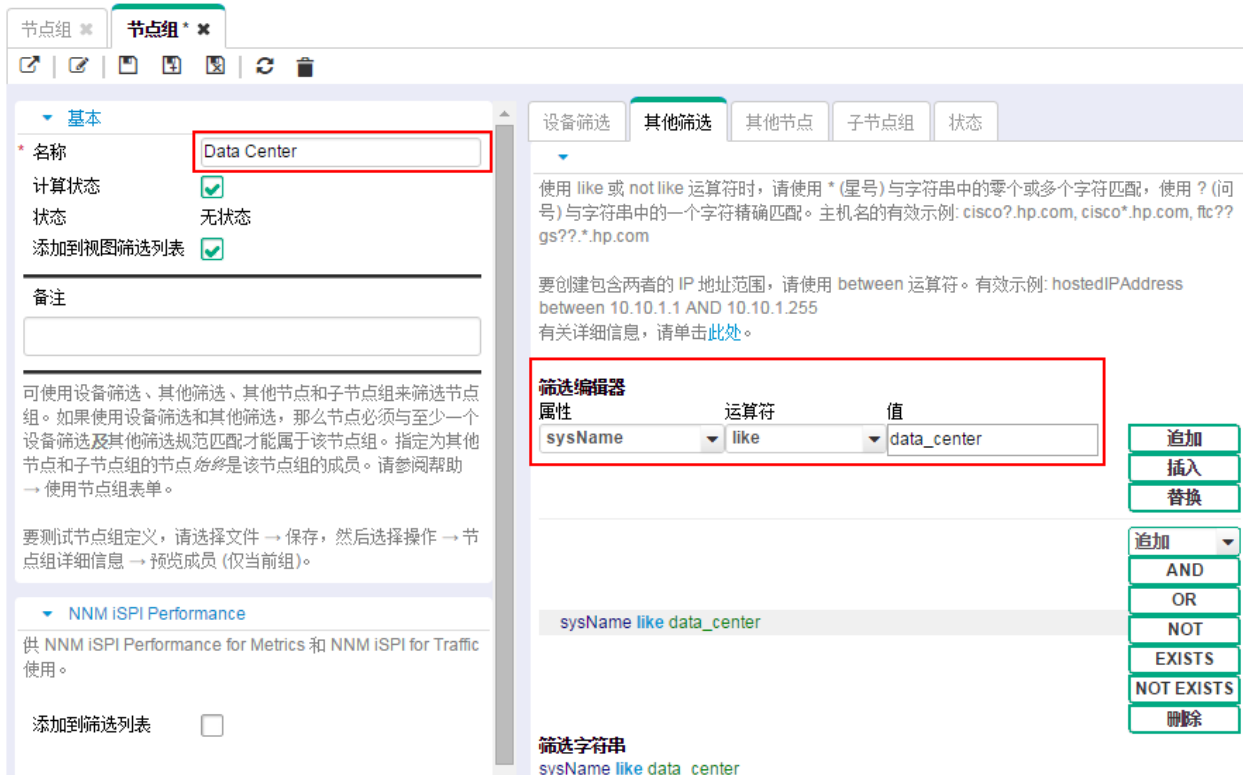 节点组 ✖
节点组 * ✖
基本
* 名称
Data Center
计算状态
状态
无状态
添加到视图筛选列表
备注
可使用设备筛选、其他筛选、其他节点和子节点组来筛选节点
组。如果使用设备筛选和其他筛选，那么节点必须与至少一个
设备筛选及其他筛选规范匹配才能属于该节点组。指定为其他
节点和子节点组的节点始终是该节点组的成员。请参阅帮助
→ 使用节点组表单。
要测试节点组定义，请选择文件 → 保存，然后选择操作 → 节
点组详细信息 → 预览成员 (仅当前组)。
NNM iSPI Performance
供 NNM iSPI Performance for Metrics 和 NNM iSPI for Traffic
使用。
添加到筛选列表
设备筛选
其他筛选
其他节点
子节点组
状态
使用 like 或 not like 运算符时，请使用 * (星号) 与字符串中的零个或多个字符匹配，使用 ? (问
号) 与字符串中的一个字符精确匹配。主机名的有效示例: cisco?.hp.com, cisco*.hp.com, ftc??
gs??.*.hp.com
要创建包含两者的 IP 地址范围，请使用 between 运算符。有效示例: hostedIPAddress
between 10.10.1.1 AND 10.10.1.255
有关详细信息，请单击此处。
筛选编辑器
属性 运算符 值
sysName like data_center
追加
插入
替换
追加
AND
OR
NOT
EXISTS
NOT EXISTS
删除
sysName like data_center
筛选字符串
sysName like data_center